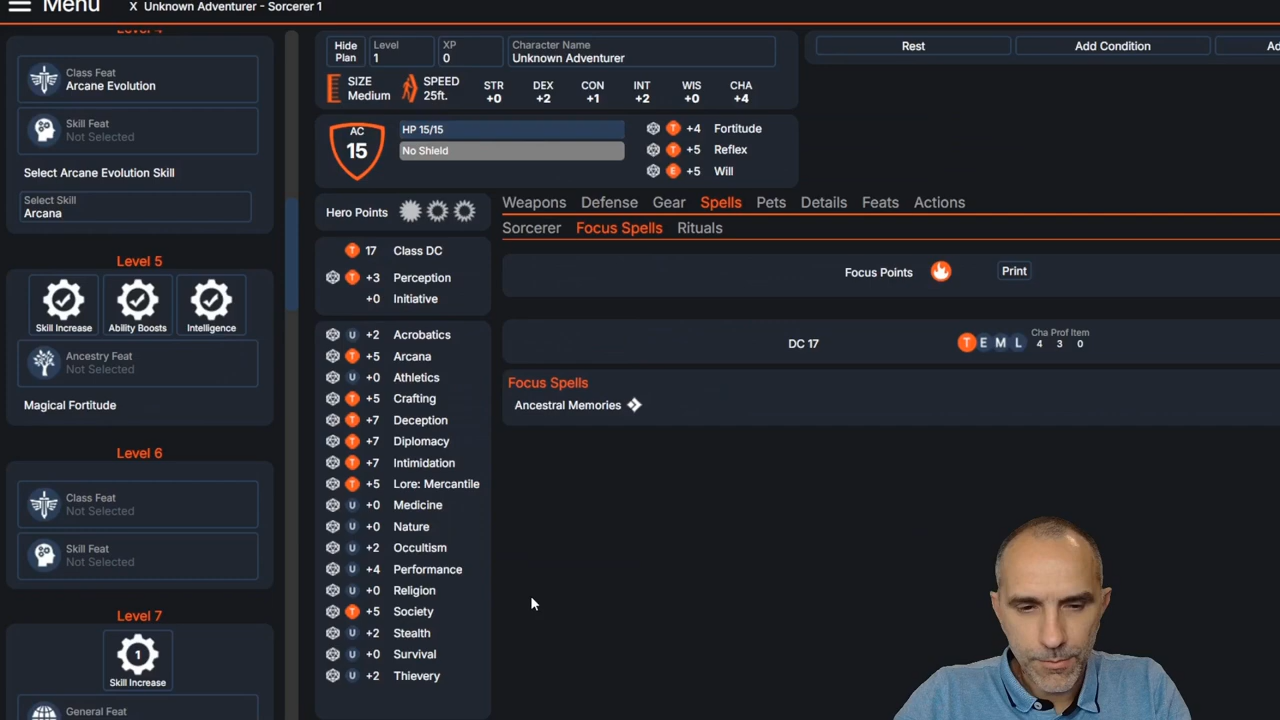 Menu X Unknown Adventurer - Sorcerer 1
Class Feat
Arcane Evolution
Skill Feat
Not Selected
Select Arcane Evolution Skill
Select Skill
Arcana
Level 5
Skill Increase Ability Boosts Intelligence
Ancestry Feat
Not Selected
Magical Fortitude
Level 6
Class Feat
Not Selected
Skill Feat
Not Selected
Level 7
1
Skill Increase
General Feat
Hide Plan
Level
1
XP
0
Character Name
Unknown Adventurer
SIZE
Medium
SPEED
25ft.
STR DEX CON INT WIS CHA
+0 +2 +1 +2 +0 +4
AC
15
HP 15/15
No Shield
T +4 Fortitude
T +5 Reflex
E +5 Will
Hero Points
T 17 Class DC
T +3 Perception
+0 Initiative
U +2 Acrobatics
T +5 Arcana
U +0 Athletics
T +5 Crafting
T +7 Deception
T +7 Diplomacy
T +7 Intimidation
T +5 Lore: Mercantile
U +0 Medicine
U +0 Nature
U +2 Occultism
U +4 Performance
U +0 Religion
T +5 Society
U +2 Stealth
U +0 Survival
U +2 Thievery
Rest Add Condition
Weapons Defense Gear Spells Pets Details Feats Actions
Sorcerer Focus Spells Rituals
Focus Points Print
DC 17 T E M L
Cha Prof Item
4 3 0
Focus Spells
Ancestral Memories